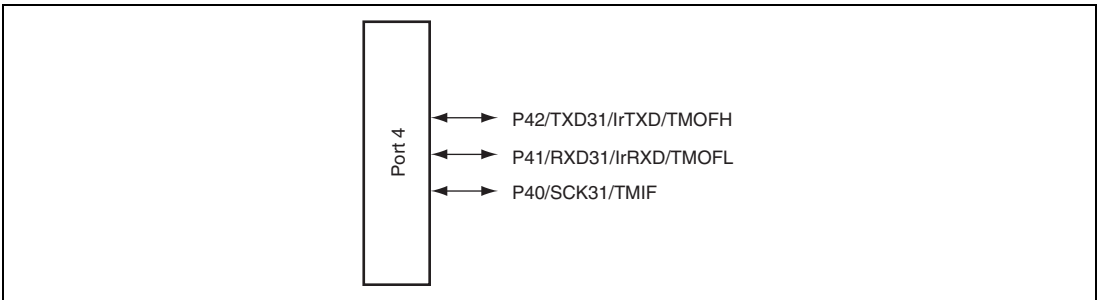 Port 4
P42/TXD31/IrTXD/TMOFH
P41/RXD31/IrRXD/TMOFL
P40/SCK31/TMIF